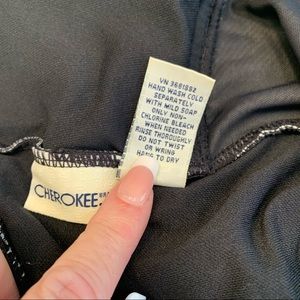 VN 3681882
HAND WASH COLD
SEPARATELY
WITH MILD SOAP
ONLY NON-
CHLORINE BLEACH
WHEN NEEDED
RINSE THOROUGHLY
DO NOT TWIST
OR WRING
HANG TO DRY
CHEROKEE